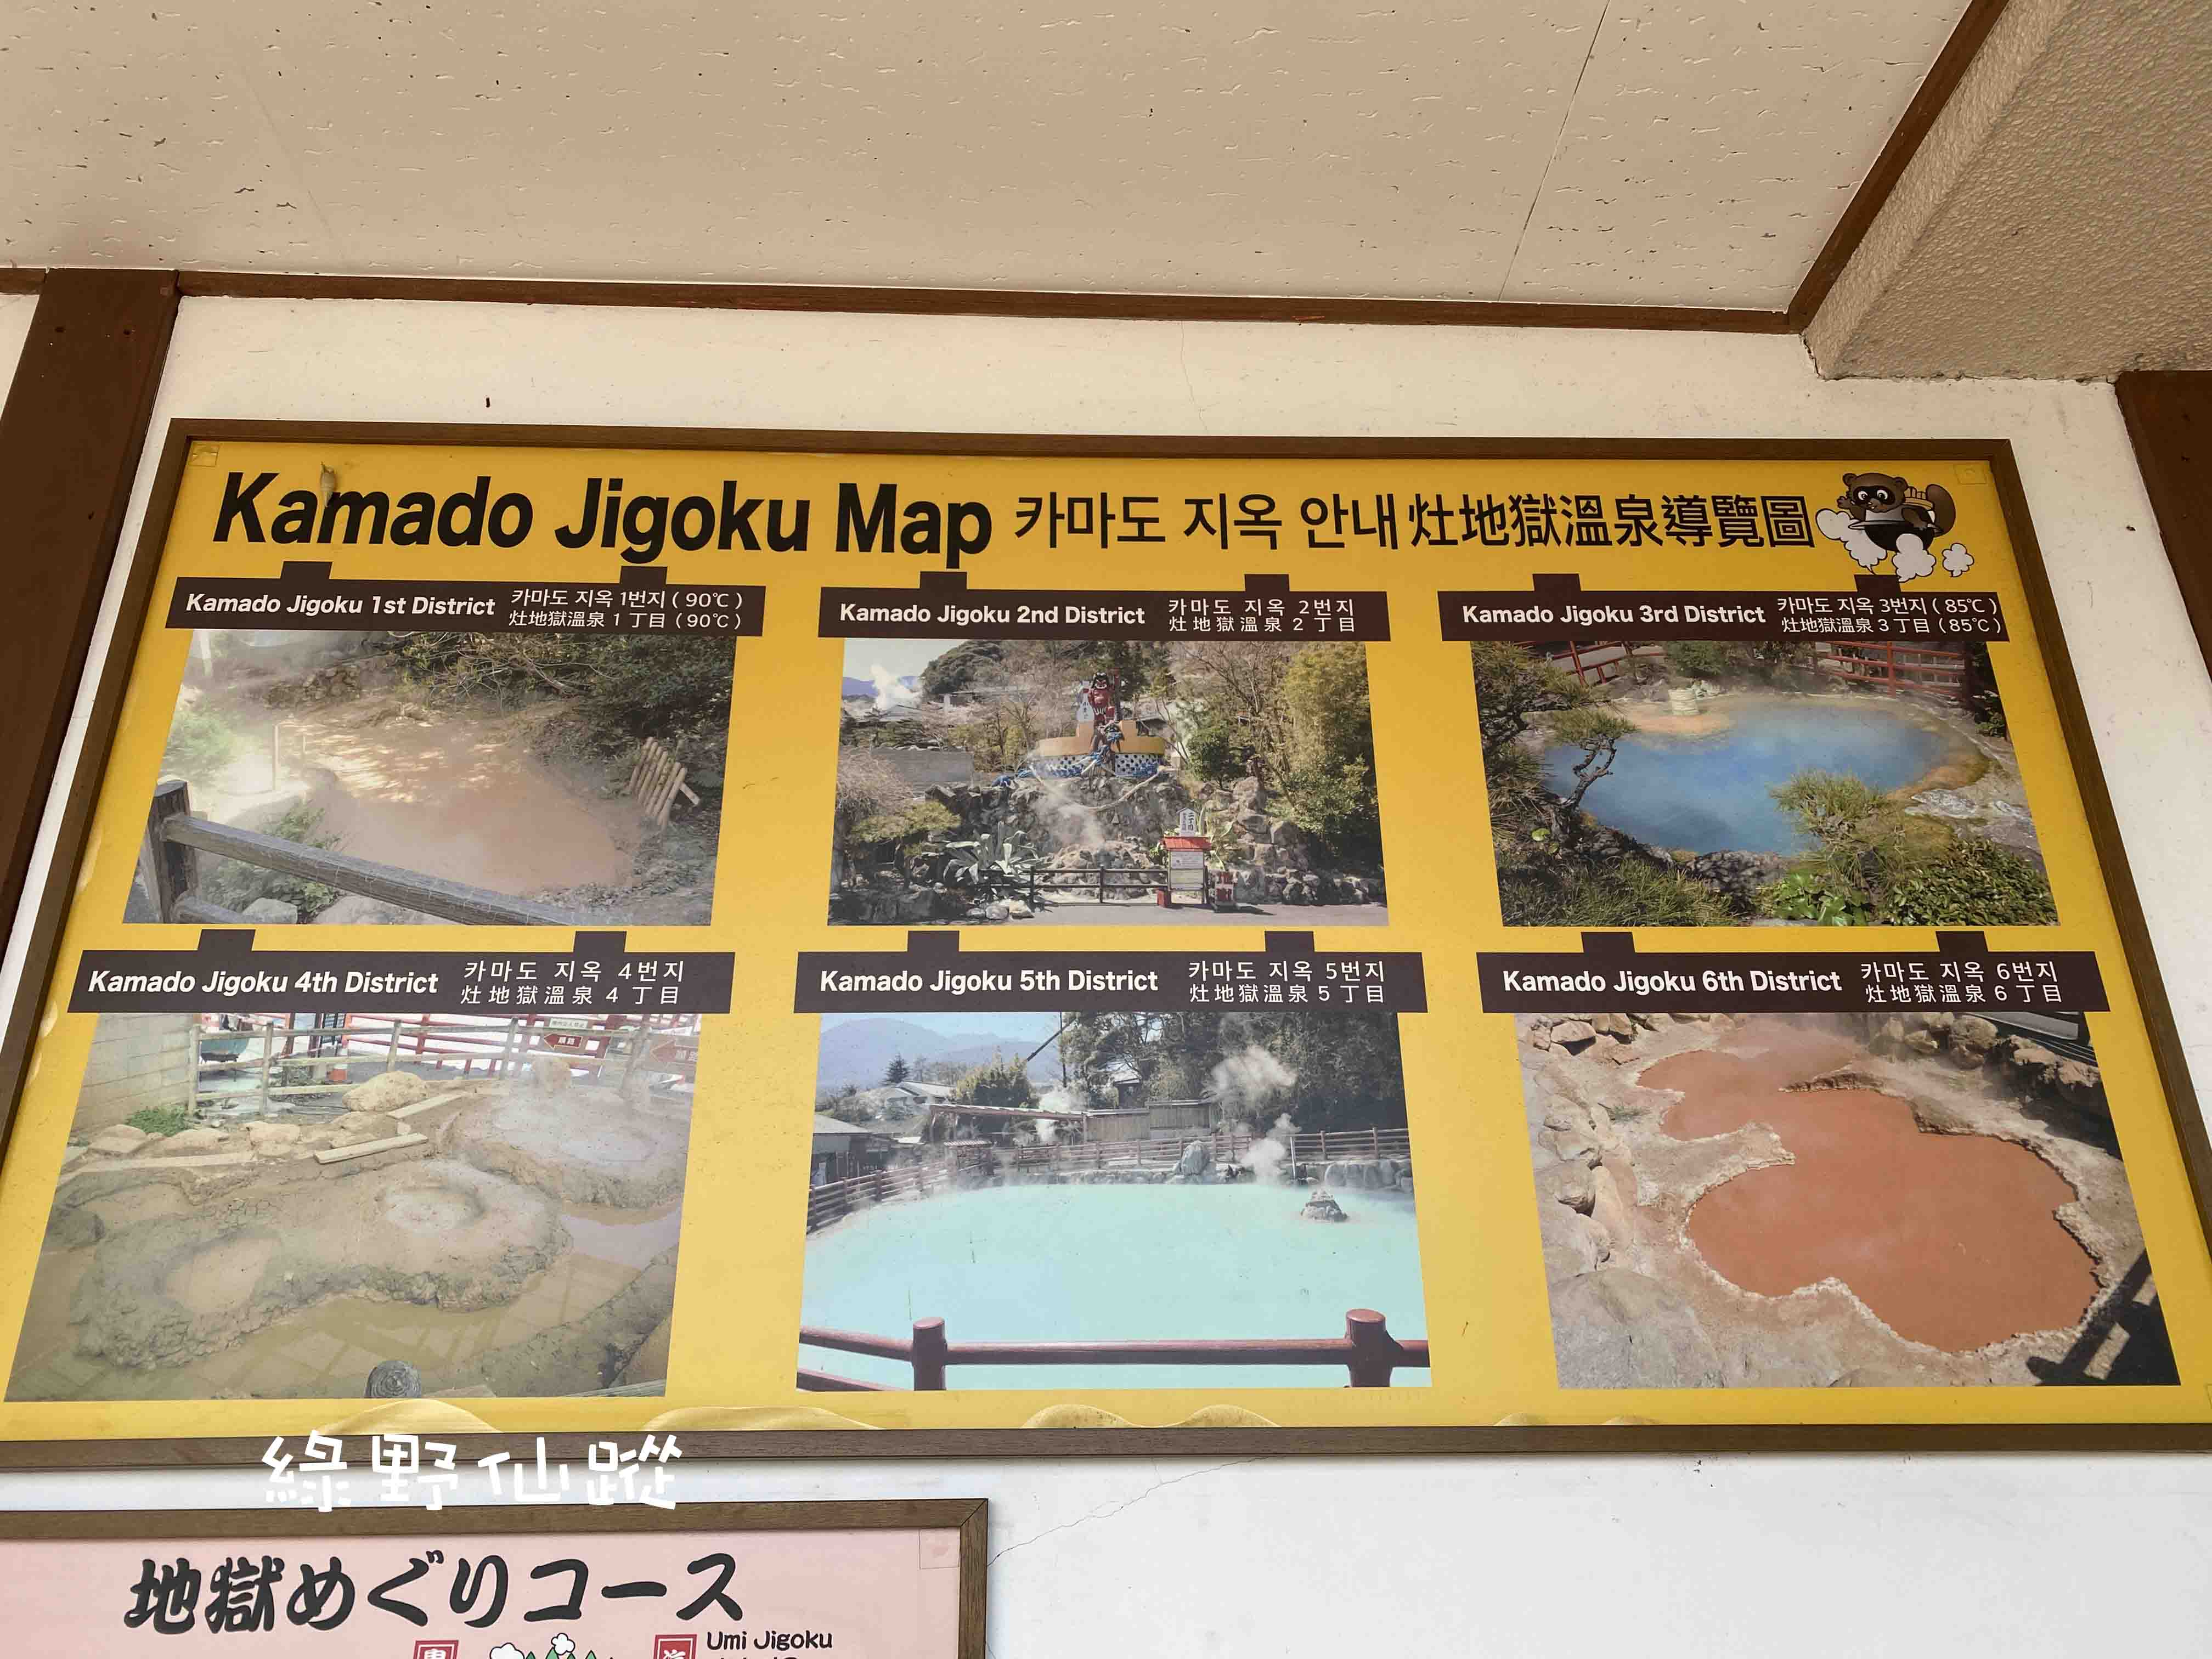 Kamado Jigoku Map 카마도 지옥 안내 灶地獄溫泉導覽圖
Kamado Jigoku 1st District
카마도 지옥 1번지 ( 90℃ )
灶地獄溫泉 1 丁目 ( 90℃ )
Kamado Jigoku 2nd District
카마도 지옥 2번지
灶地獄溫泉 2 丁目
Kamado Jigoku 3rd District
카마도 지옥 3번지 ( 85℃ )
灶地獄溫泉 3 丁目 ( 85℃ )
Kamado Jigoku 4th District
카마도 지옥 4번지
灶地獄溫泉 4 丁目
Kamado Jigoku 5th District
카마도 지옥 5번지
灶地獄溫泉 5 丁目
Kamado Jigoku 6th District
카마도 지옥 6번지
灶地獄溫泉 6 丁目
綠野仙蹤
地獄めぐりコース
Umi Jigoku